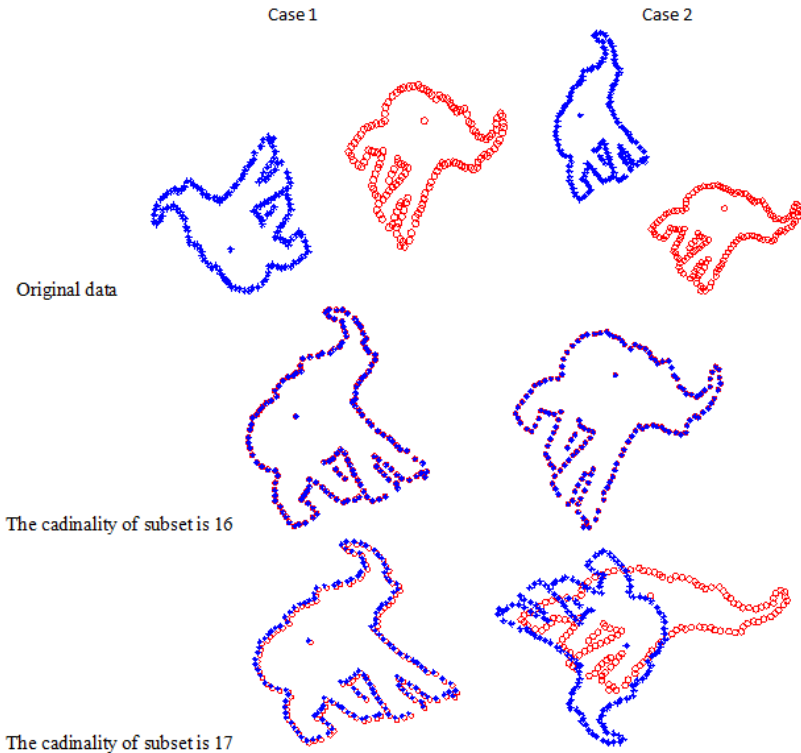 Case 1
Case 2
Original data
The cadinality of subset is 16
The cadinality of subset is 17